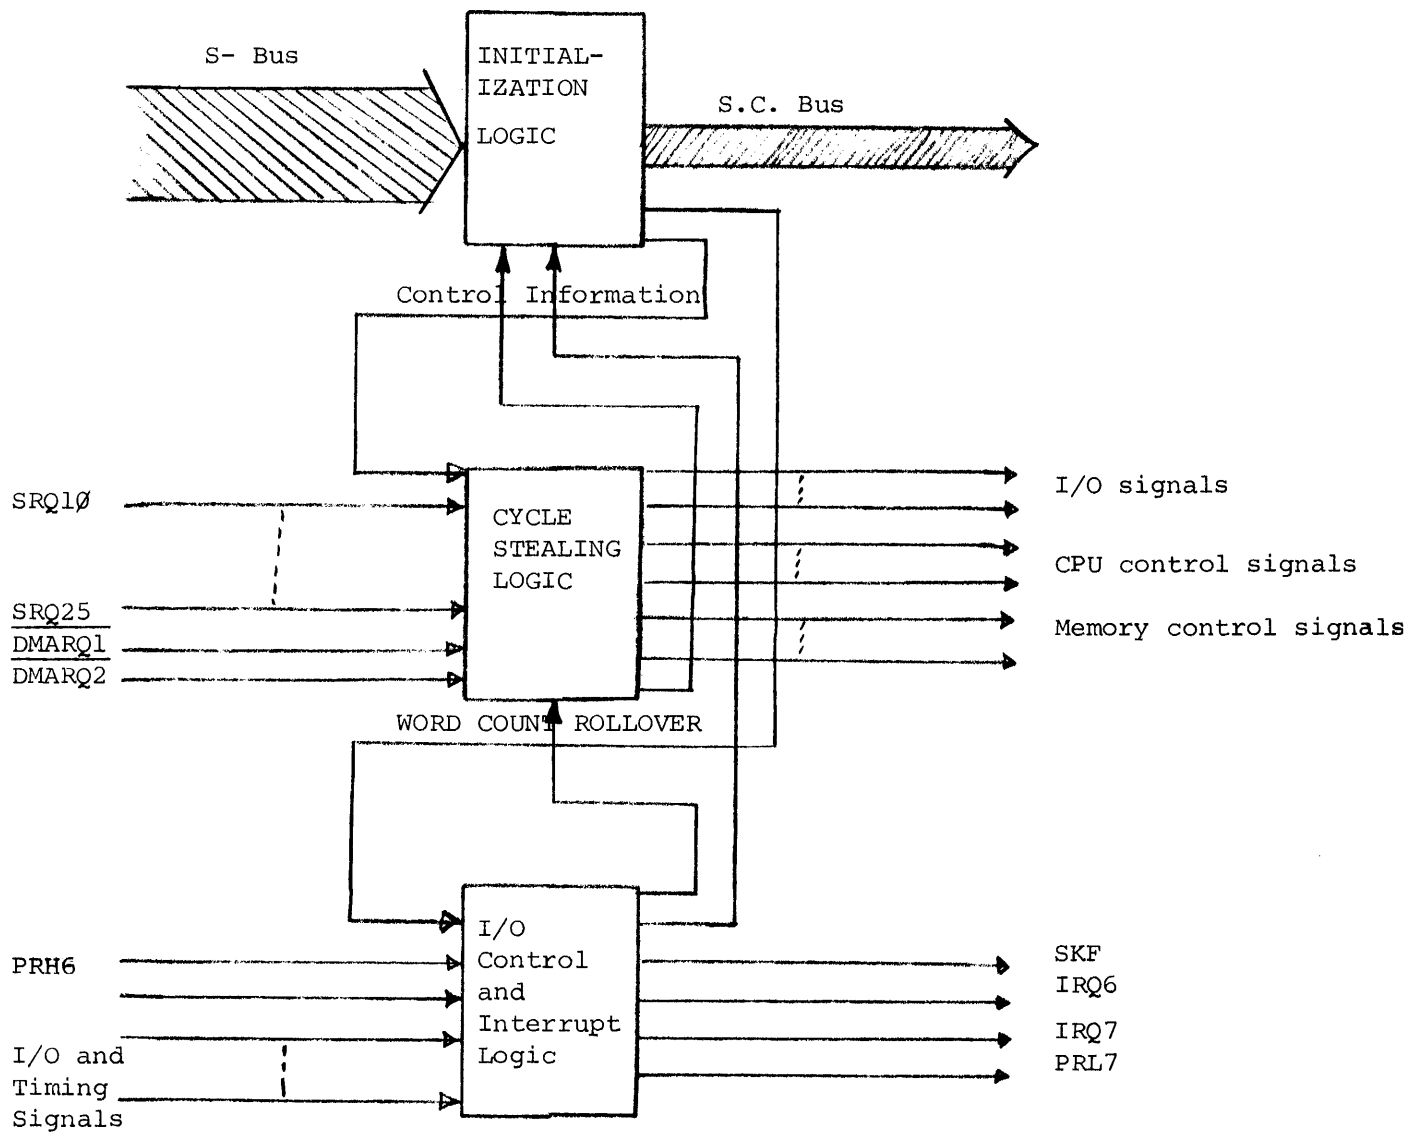 S- Bus
INITIAL-
IZATION
LOGIC
S.C. Bus
Control Information
SRQ1Ø
SRQ25
DMARQ1
DMARQ2
CYCLE
STEALING
LOGIC
I/O signals
CPU control signals
Memory control signals
WORD COUNT ROLLOVER
PRH6
I/O and
Timing
Signals
I/O
Control
and
Interrupt
Logic
SKF
IRQ6
IRQ7
PRL7